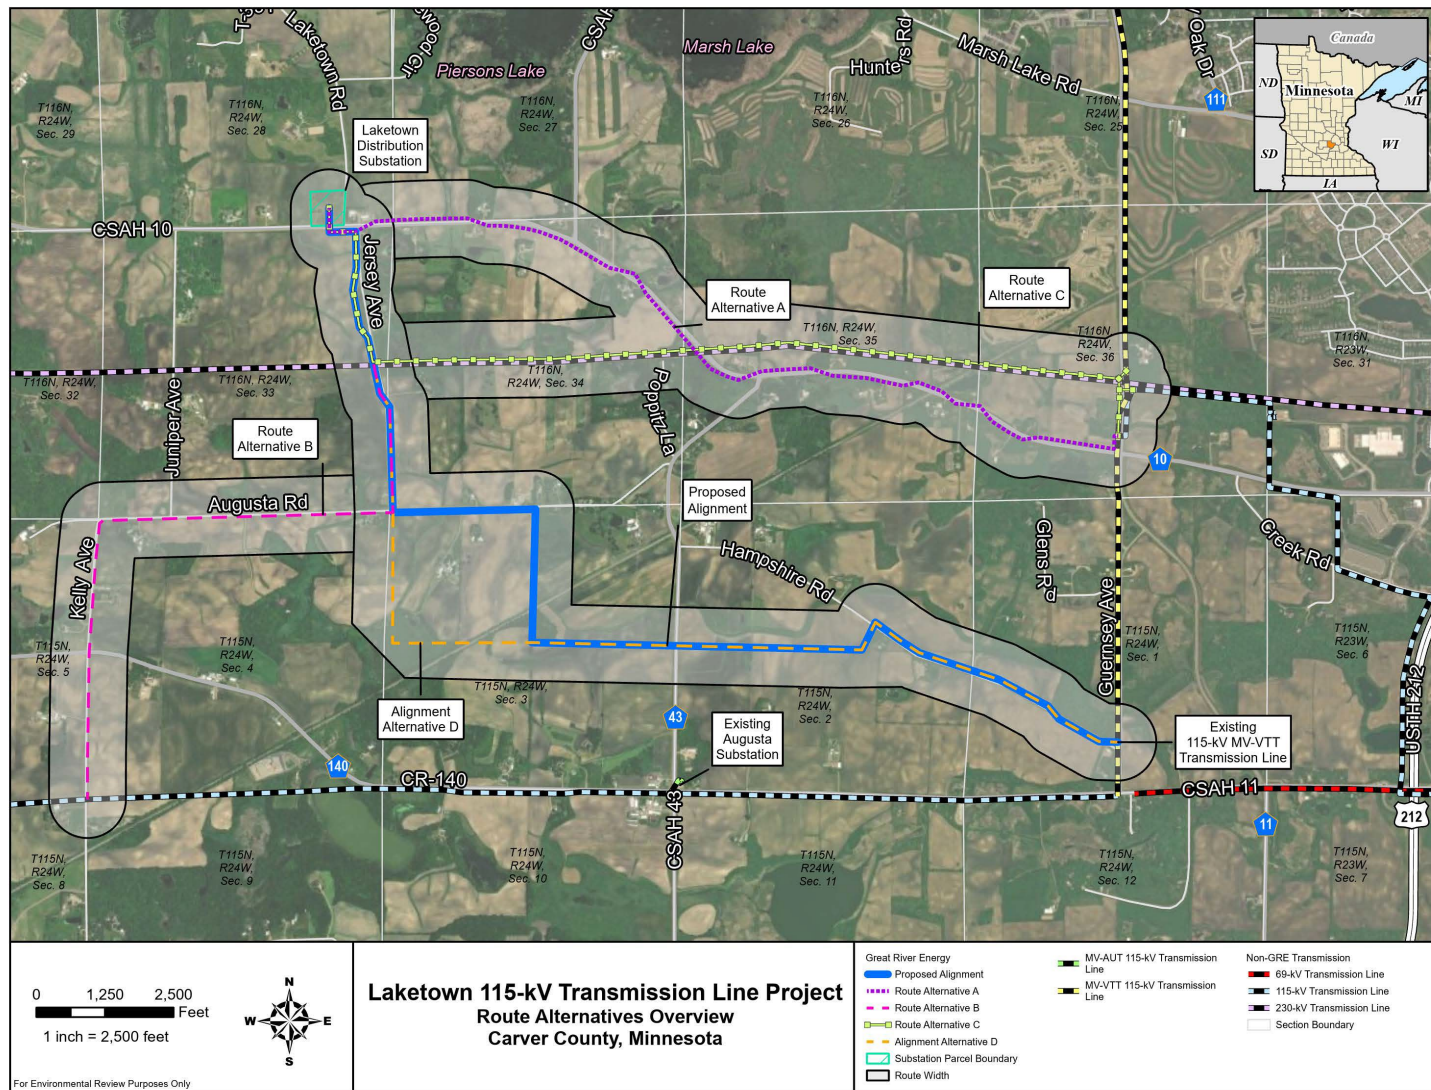 T-581
Laketown Rd
CSAH
Piersons Lake
Marsh Lake
Hunters Rd
Marsh Lake Rd
Oak Dr
111
Canada
ND
Minnesota
MI
SD
WI
IA
T116N,
R24W,
Sec. 29
T116N,
R24W,
Sec. 28
T116N,
R24W,
Sec. 27
T116N,
R24W,
Sec. 26
T116N,
R24W,
Sec. 25
Laketown
Distribution
Substation
CSAH 10
Jersey Ave
Route
Alternative A
Route
Alternative C
T116N, R24W,
Sec. 35
T116N,
R24W,
Sec. 36
T116N,
R23W,
Sec. 31
T116N, R24W,
Sec. 32
T116N, R24W,
Sec. 33
T116N,
R24W, Sec. 34
Juniper Ave
Poppitz La
Route
Alternative B
10
Augusta Rd
Proposed
Alignment
Kelly Ave
Hampshire Rd
Gleus Rd
Creek Rd
Guernsey Ave
T115N,
R24W,
Sec. 5
T115N,
R24W,
Sec. 4
T115N, R24W,
Sec. 3
T115N,
R24W,
Sec. 2
T115N,
R24W,
Sec. 1
T115N,
R23W,
Sec. 6
USTH 212
Alignment
Alternative D
43
Existing
Augusta
Substation
Existing
115-kV MV-VTT
Transmission Line
140
CR-140
CSAH 43
CSAH 11
11
212
T115N,
R24W,
Sec. 8
T115N,
R24W,
Sec. 9
T115N,
R24W,
Sec. 10
T115N,
R24W,
Sec. 11
T115N,
R24W,
Sec. 12
T115N,
R23W,
Sec. 7
0 1,250 2,500
Feet
1 inch = 2,500 feet
For Environmental Review Purposes Only
N
W E
S
Laketown 115-kV Transmission Line Project
Route Alternatives Overview
Carver County, Minnesota
Great River Energy
Proposed Alignment
Route Alternative A
Route Alternative B
Route Alternative C
Alignment Alternative D
Substation Parcel Boundary
Route Width
MV-AUT 115-kV Transmission
Line
MV-VTT 115-kV Transmission
Line
Non-GRE Transmission
69-kV Transmission Line
115-kV Transmission Line
230-kV Transmission Line
Section Boundary